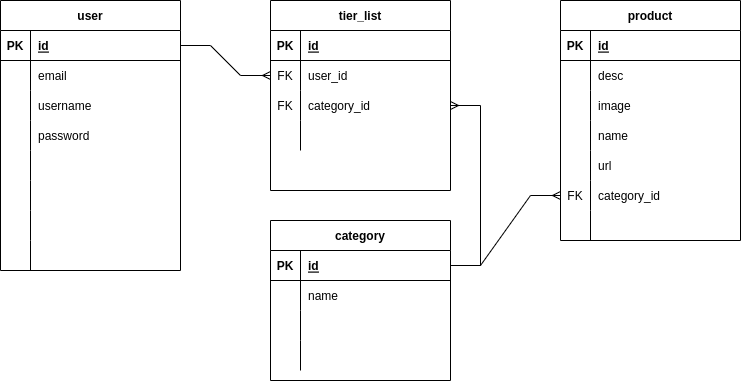 user
PK id
email
username
password
tier_list
PK id
FK user_id
FK category_id
category
PK id
name
product
PK id
desc
image
name
url
FK category_id